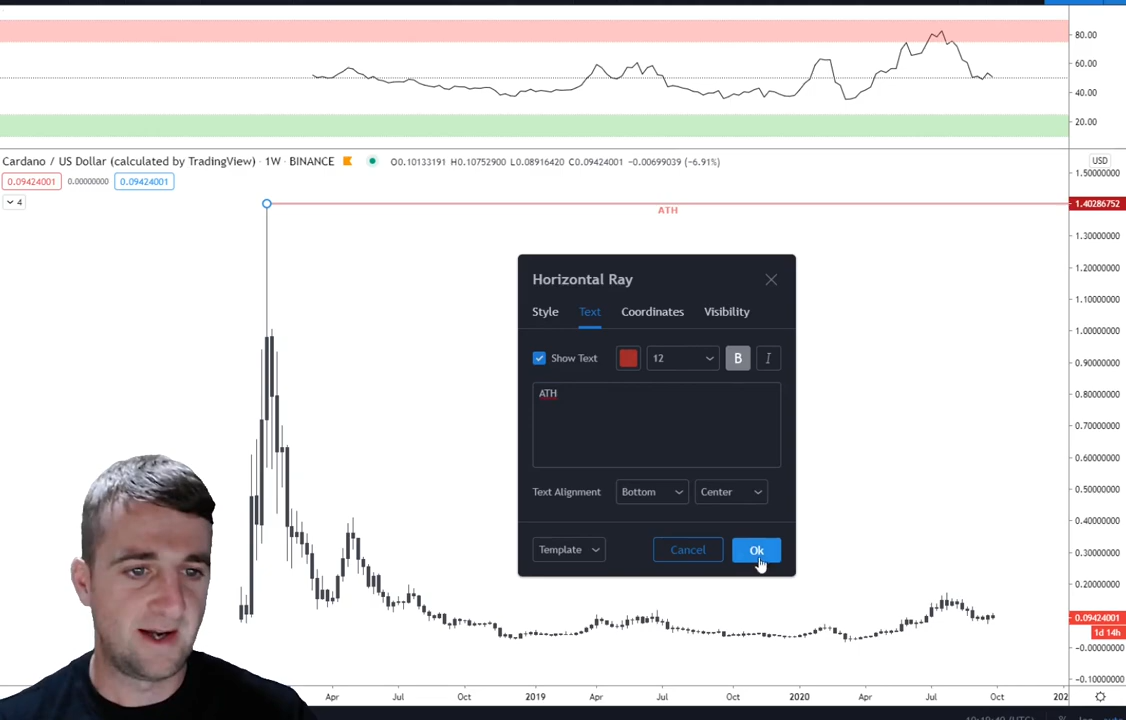 80.00
60.00
40.00
20.00
Cardano / US Dollar (calculated by TradingView) · 1W · BINANCE O0.10133191 H0.10752900 L0.08916420 C0.09424001 −0.00699039 (−6.91%) USD
1.50000000
0.09424001 0.00000000 0.09424001
4
1.40286752
ATH
1.30000000
1.20000000
1.10000000
1.00000000
0.90000000
0.80000000
0.70000000
0.60000000
0.50000000
0.40000000
0.30000000
0.20000000
0.09424001
1d 14h
−0.00000000
−0.10000000
Horizontal Ray
Style Text Coordinates Visibility
Show Text 12 B I
ATH
Text Alignment Bottom Center
Template Cancel Ok
Apr Jul Oct 2019 Apr Jul Oct 2020 Apr Jul Oct 202